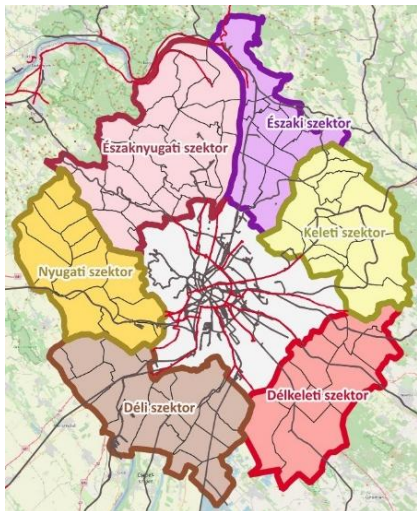 Északi szektor
Északnyugati szektor
Keleti szektor
Nyugati szektor
Délkeleti szektor
Déli szektor